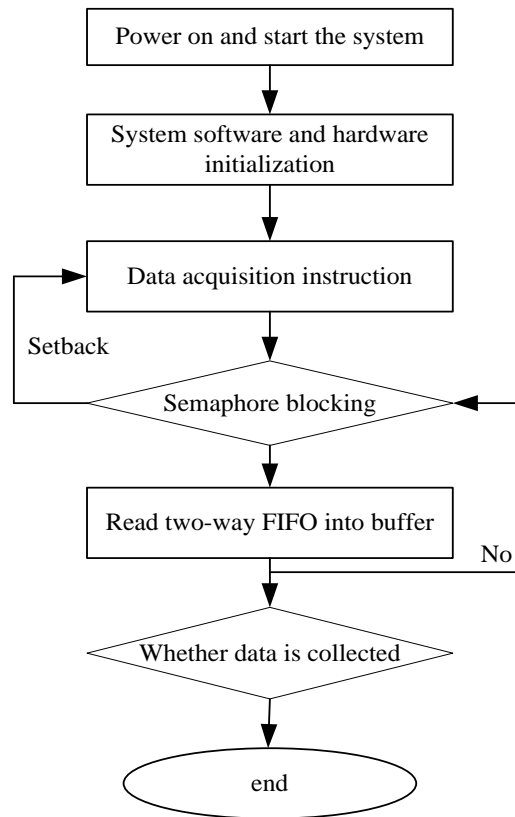 Power on and start the system
System software and hardware
initialization
Data acquisition instruction
Setback
Semaphore blocking
Read two-way FIFO into buffer
No
Whether data is collected
end